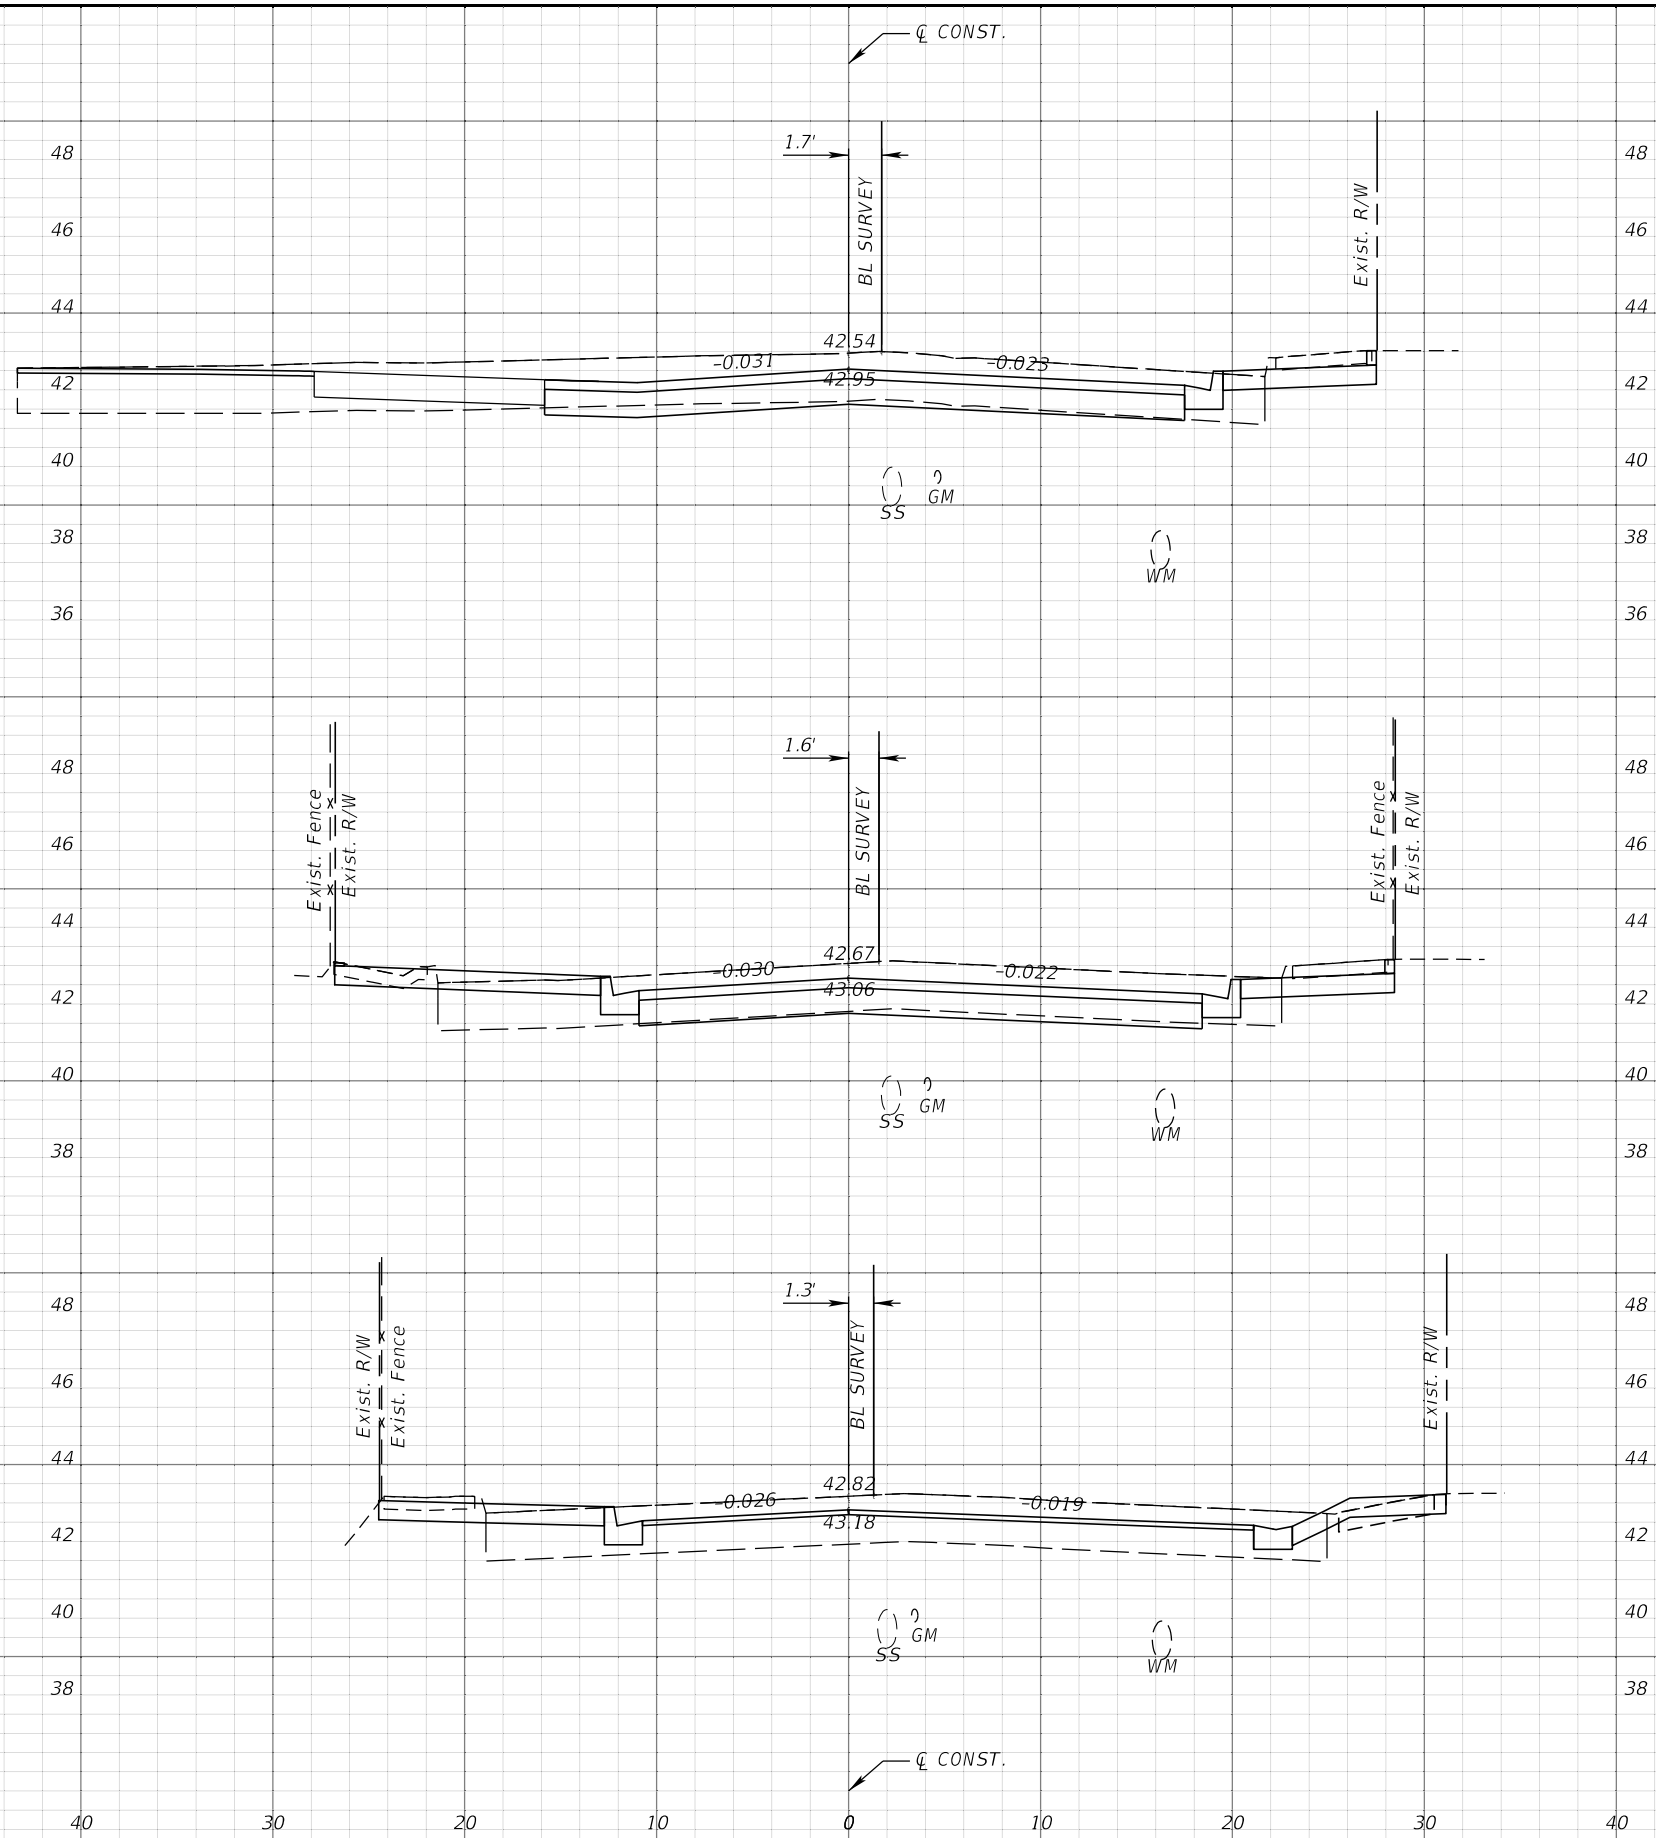 ℄ CONST.
1.7'
48 48
BL SURVEY
Exist. R/W
46 46
44 44
42.54
-0.031 -0.023
42 42.95 42
40 40
SS GM
38 38
WM
36 36
1.6'
48 48
Exist. Fence
Exist. R/W
BL SURVEY
Exist. Fence
Exist. R/W
46 46
44 44
42.67
-0.030 -0.022
42 43.06 42
40 40
SS GM
WM
38 38
1.3'
48 48
Exist. R/W
Exist. Fence
BL SURVEY
Exist. R/W
46 46
44 44
42.82
-0.026 -0.019
42 43.18 42
40 40
SS GM
WM
38 38
℄ CONST.
40 30 20 10 0 10 20 30 40